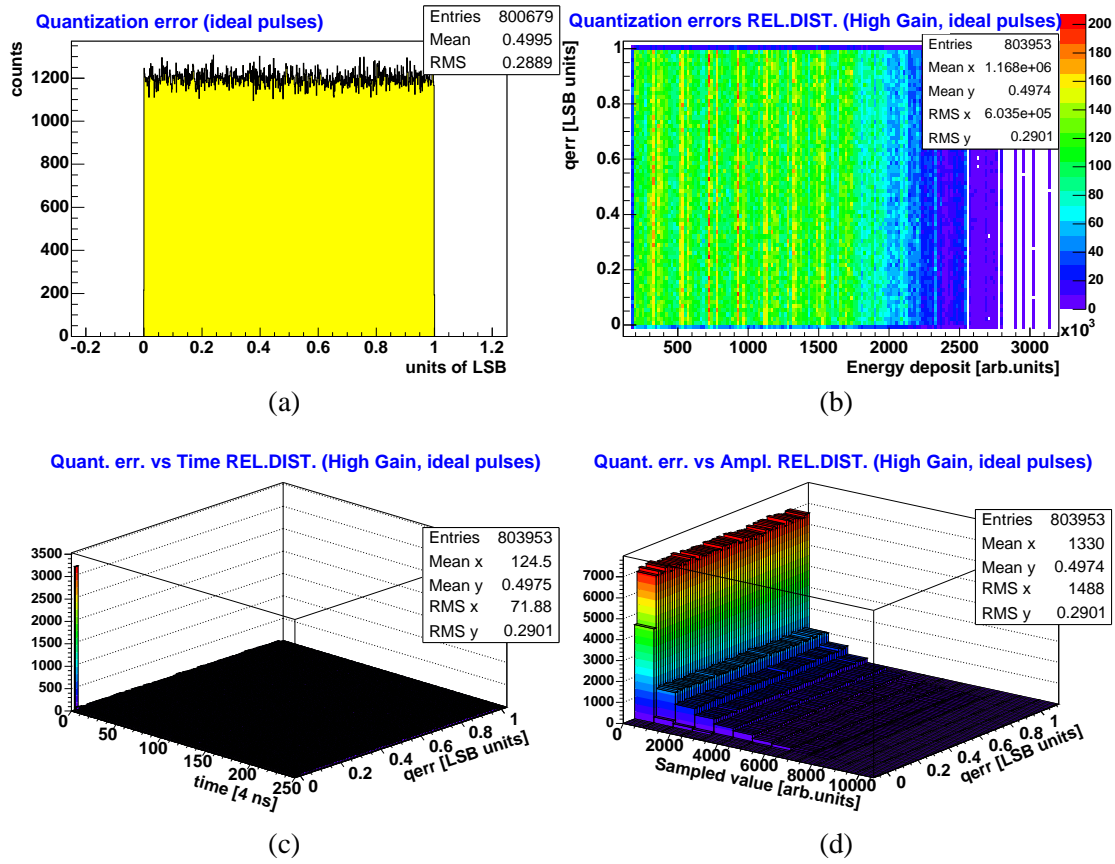 Quantization error (ideal pulses)
Entries 800679
Mean 0.4995
RMS 0.2889
counts
1200
1000
800
600
400
200
0
-0.2 0 0.2 0.4 0.6 0.8 1 1.2
units of LSB
(a)
Quantization errors REL.DIST. (High Gain, ideal pulses)
Entries 803953
Mean x 1.168e+06
Mean y 0.4974
RMS x 6.035e+05
RMS y 0.2901
qerr [LSB units]
1
0.8
0.6
0.4
0.2
0
500 1000 1500 2000 2500 3000
×10³
Energy deposit [arb.units]
200
180
160
140
120
100
80
60
40
20
0
(b)
Quant. err. vs Time REL.DIST. (High Gain, ideal pulses)
Entries 803953
Mean x 124.5
Mean y 0.4975
RMS x 71.88
RMS y 0.2901
3500
3000
2500
2000
1500
1000
500
0
0 50 100 150 200 250
time [4 ns]
0 0.2 0.4 0.6 0.8 1
qerr [LSB units]
(c)
Quant. err. vs Ampl. REL.DIST. (High Gain, ideal pulses)
Entries 803953
Mean x 1330
Mean y 0.4974
RMS x 1488
RMS y 0.2901
7000
6000
5000
4000
3000
2000
1000
0
0 2000 4000 6000 8000 10000
Sampled value [arb.units]
0 0.2 0.4 0.6 0.8 1
qerr [LSB units]
(d)